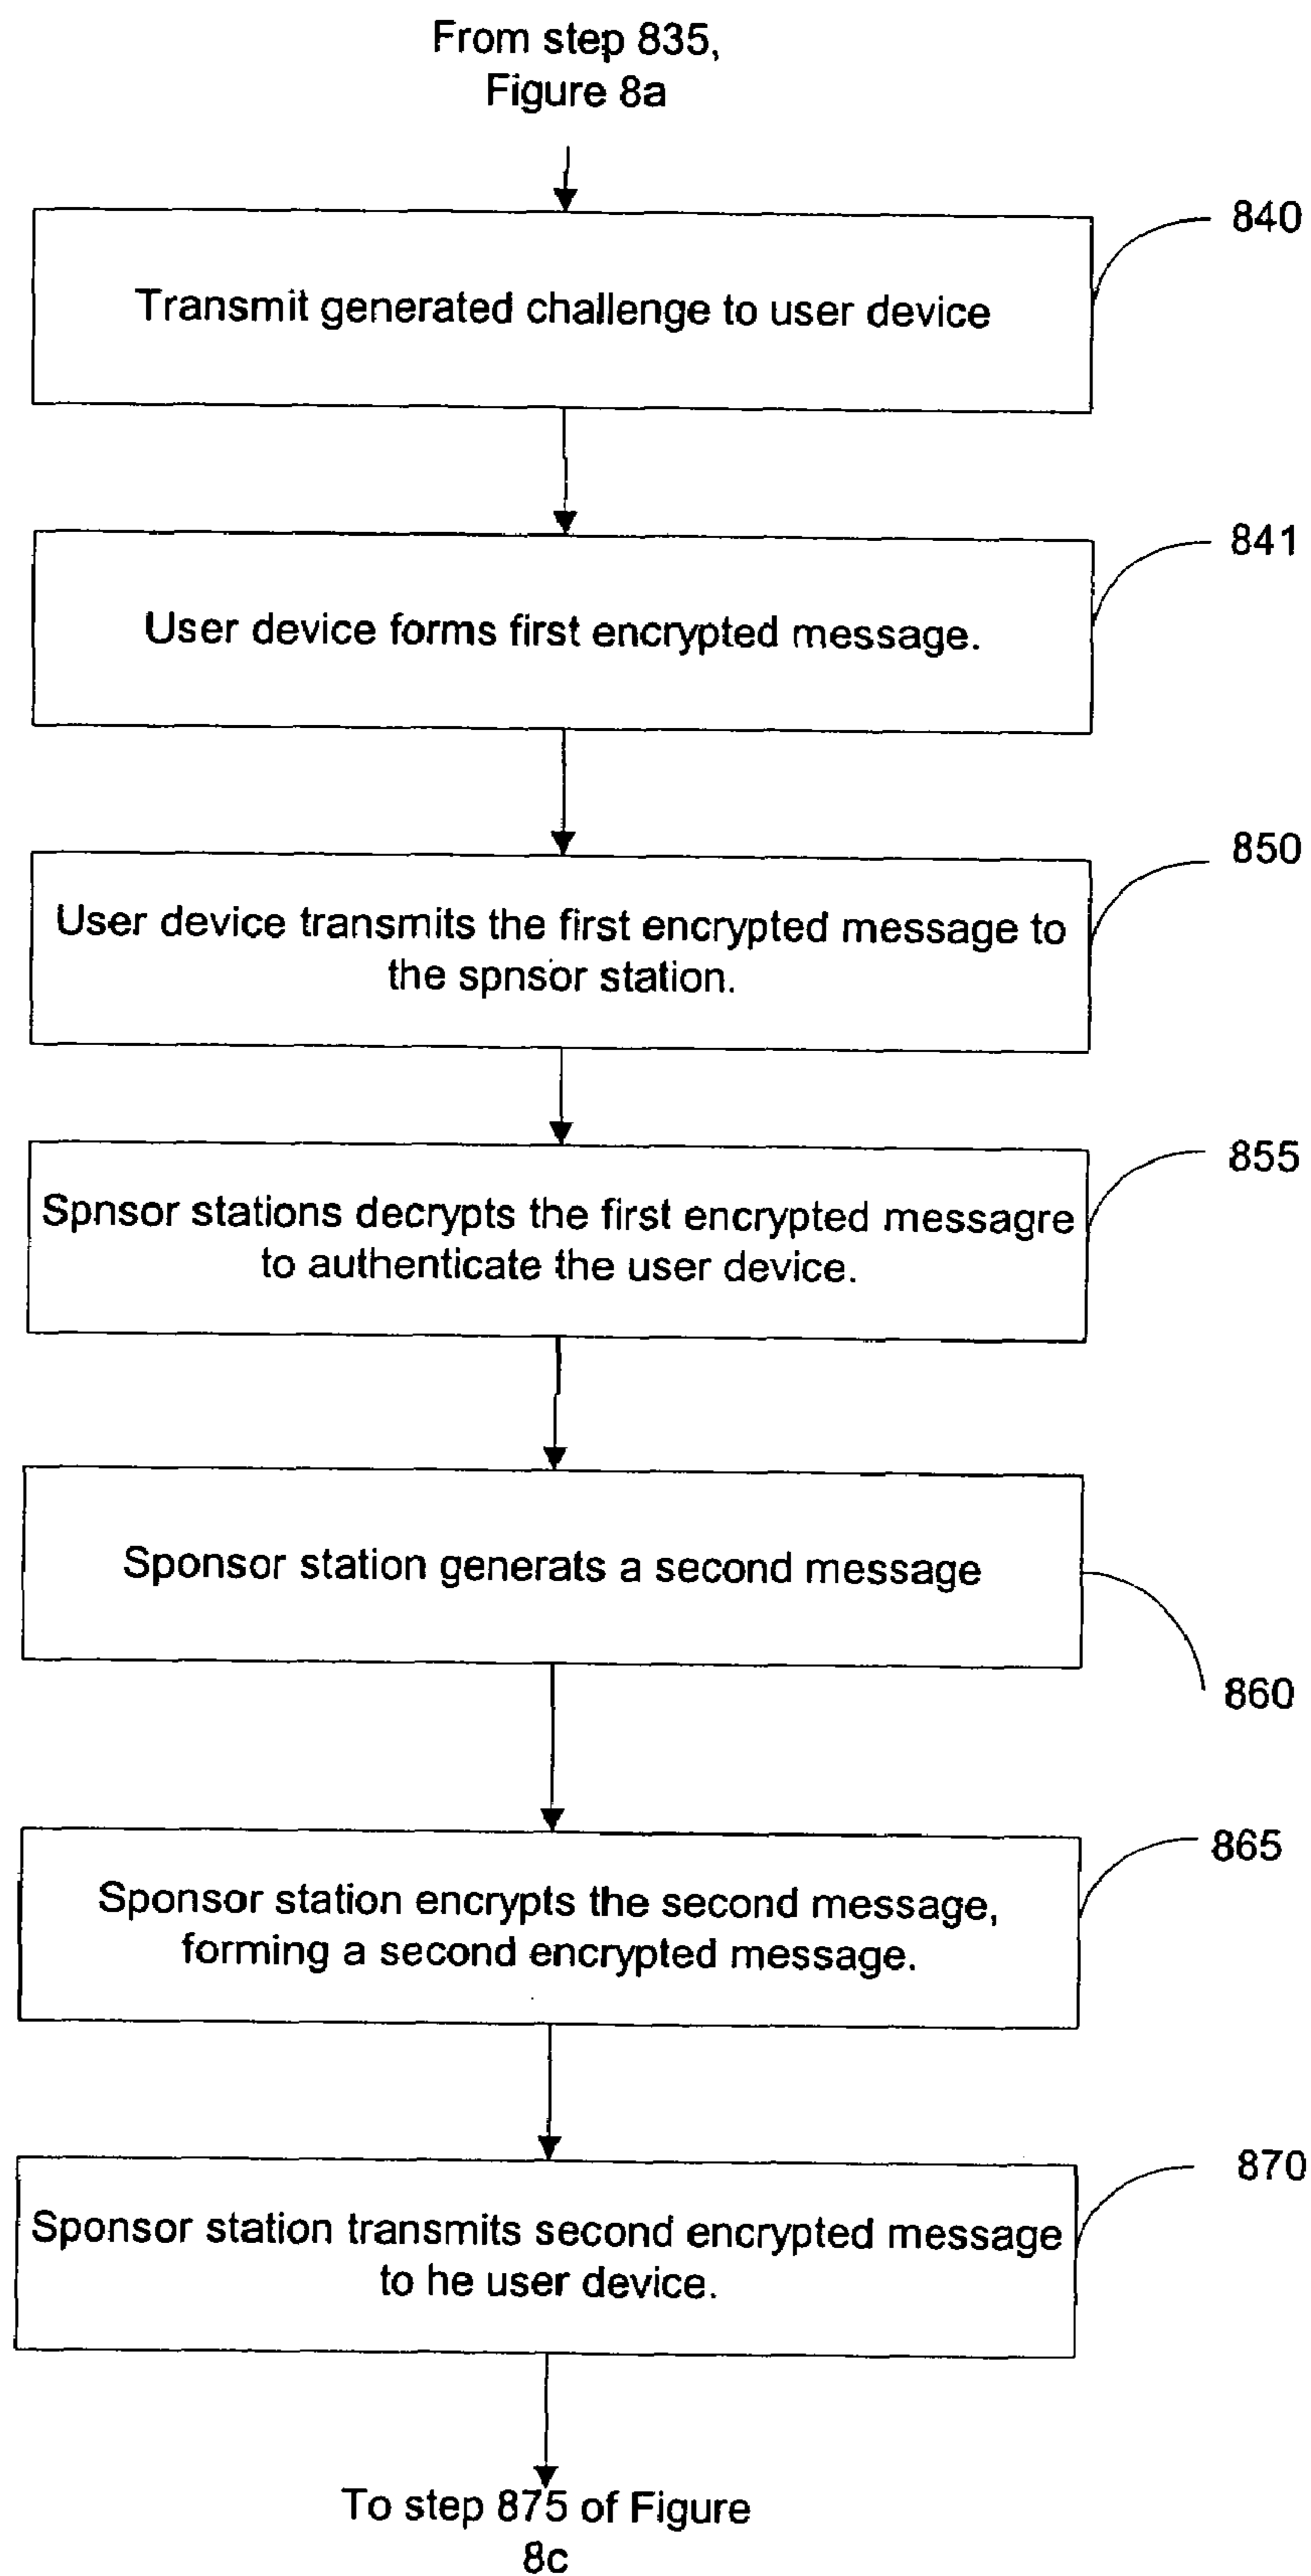 From step 835,
Figure 8a
840
Transmit generated challenge to user device
841
User device forms first encrypted message.
850
User device transmits the first encrypted message to
the spnsor station.
855
Spnsor stations decrypts the first encrypted messagre
to authenticate the user device.
Sponsor station generats a second message
860
865
Sponsor station encrypts the second message,
forming a second encrypted message.
870
Sponsor station transmits second encrypted message
to he user device.
To step 875 of Figure
8c